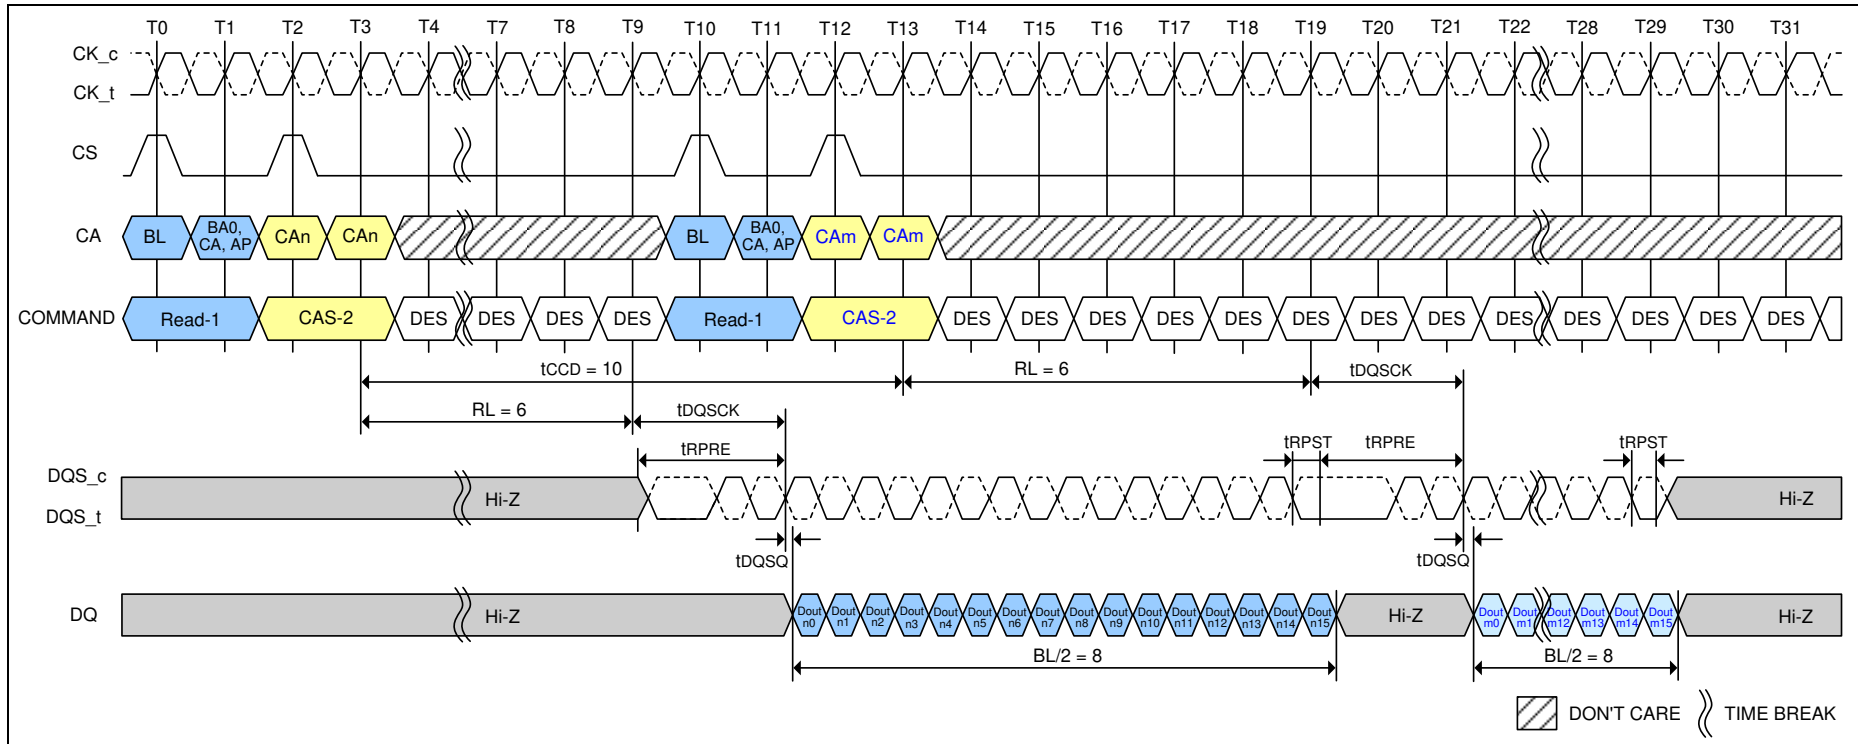 T0 T1 T2 T3 T4 T7 T8 T9 T10 T11 T12 T13 T14 T15 T16 T17 T18 T19 T20 T21 T22 T28 T29 T30 T31
CK_c
CK_t
CS
CA BL BA0, CA, AP CAn CAn BL BA0, CA, AP CAm CAm
COMMAND Read-1 CAS-2 DES DES DES DES Read-1 CAS-2 DES DES DES DES DES DES DES DES DES DES DES DES DES
tCCD = 10 RL = 6 tDQSCK
RL = 6 tDQSCK
tRPRE tRPST tRPRE tRPST
DQS_c
Hi-Z Hi-Z
DQS_t
tDQSQ tDQSQ
DQ Hi-Z Dout n0 Dout n1 Dout n2 Dout n3 Dout n4 Dout n5 Dout n6 Dout n7 Dout n8 Dout n9 Dout n10 Dout n11 Dout n12 Dout n13 Dout n14 Dout n15 Hi-Z Dout m0 Dout m1 Dout m12 Dout m13 Dout m14 Dout m15 Hi-Z
BL/2 = 8 BL/2 = 8
DON'T CARE TIME BREAK